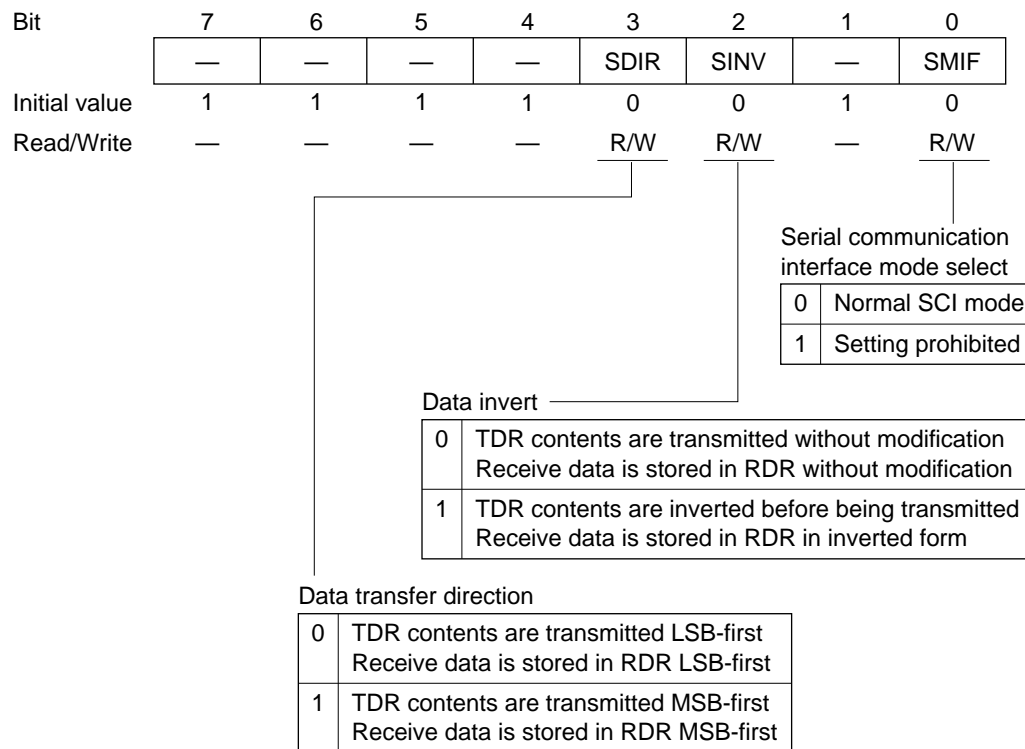 Bit 7 6 5 4 3 2 1 0
— — — — SDIR SINV — SMIF
Initial value 1 1 1 1 0 0 1 0
Read/Write — — — — R/W R/W — R/W
Serial communication
interface mode select
0 Normal SCI mode
1 Setting prohibited
Data invert
0 TDR contents are transmitted without modification
Receive data is stored in RDR without modification
1 TDR contents are inverted before being transmitted
Receive data is stored in RDR in inverted form
Data transfer direction
0 TDR contents are transmitted LSB-first
Receive data is stored in RDR LSB-first
1 TDR contents are transmitted MSB-first
Receive data is stored in RDR MSB-first